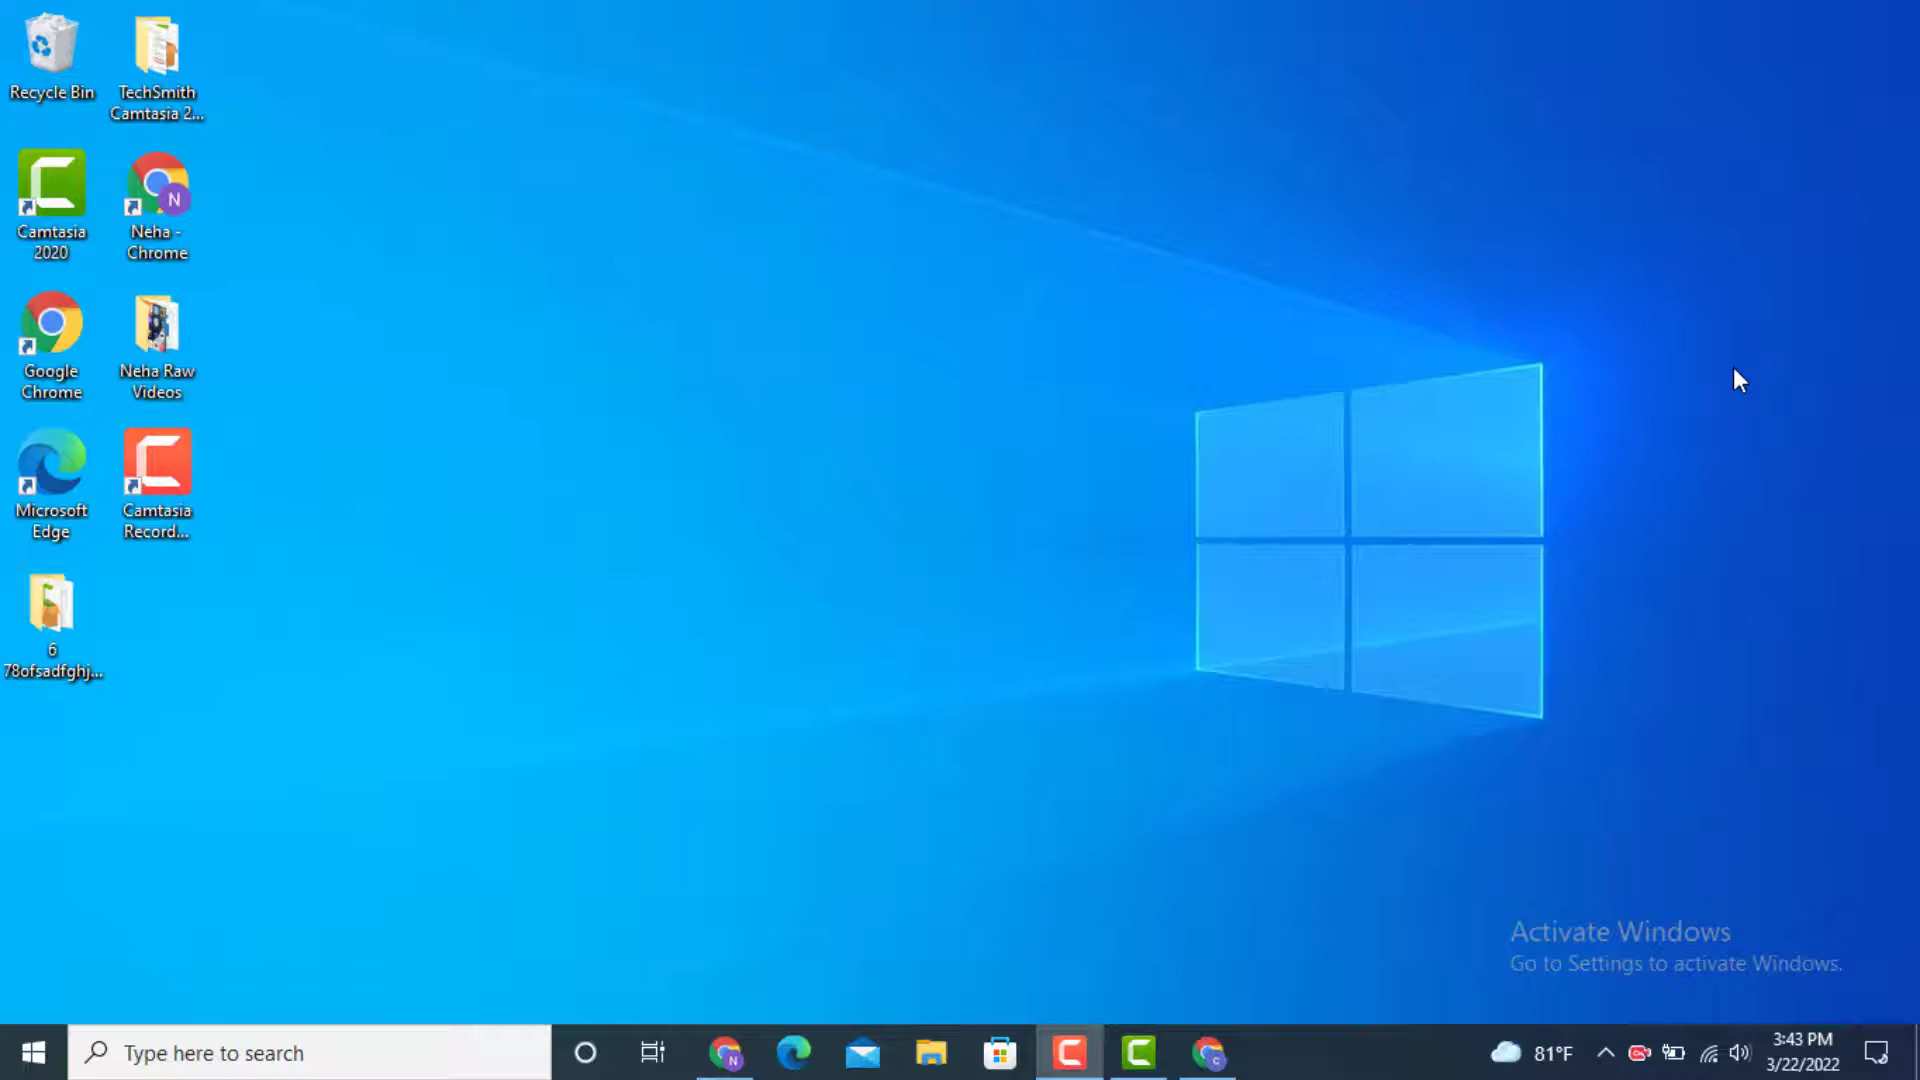 Recycle Bin
TechSmith
Camtasia 2...
Camtasia
2020
N
Neha -
Chrome
Google
Chrome
Neha Raw
Videos
Microsoft
Edge
Camtasia
Record...
6
78ofsadfghj...
Activate Windows
Go to Settings to activate Windows.
Type here to search
N
C
81°F
3:43 PM
3/22/2022